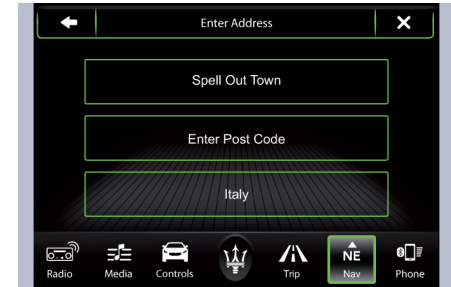 Enter Address
Spell Out Town
Enter Post Code
Italy
NE
Radio Media Controls Trip Nav Phone